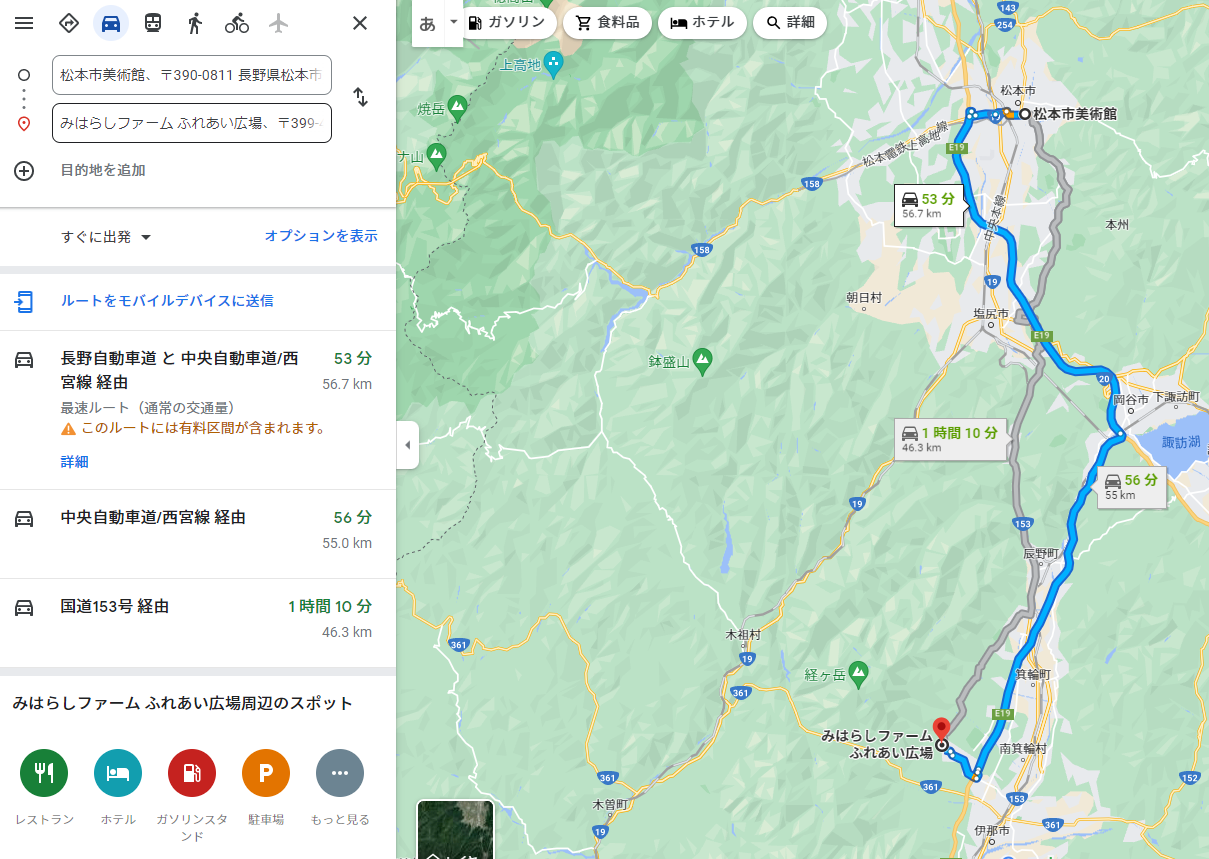 松本市美術館、〒390-0811 長野県松本市
みはらしファーム ふれあい広場、〒399-
目的地を追加
すぐに出発
オプションを表示
ルートをモバイルデバイスに送信
長野自動車道 と 中央自動車道/西
宮線 経由
53 分
56.7 km
最速ルート（通常の交通量）
このルートには有料区間が含まれます。
詳細
中央自動車道/西宮線 経由
56 分
55.0 km
国道153号 経由
1 時間 10 分
46.3 km
みはらしファーム ふれあい広場周辺のスポット
P
レストラン
ホテル
ガソリンスタ
ンド
駐車場
もっと見る
あ
ガソリン
食料品
ホテル
詳細
143
254
上高地
焼岳
松本市
松本市美術館
ナ山
松本電鉄上高地線
E19
158
53 分
56.7 km
中央本線
本州
158
19
朝日村
塩尻市
E19
鉢盛山
20
岡谷市
下諏訪町
諏訪湖
1 時間 10 分
46.3 km
56 分
55 km
19
153
辰野町
361
木祖村
19
経ヶ岳
361
箕輪町
E19
みはらしファーム
ふれあい広場
南箕輪村
361
361
152
木曽町
153
19
361
伊那市